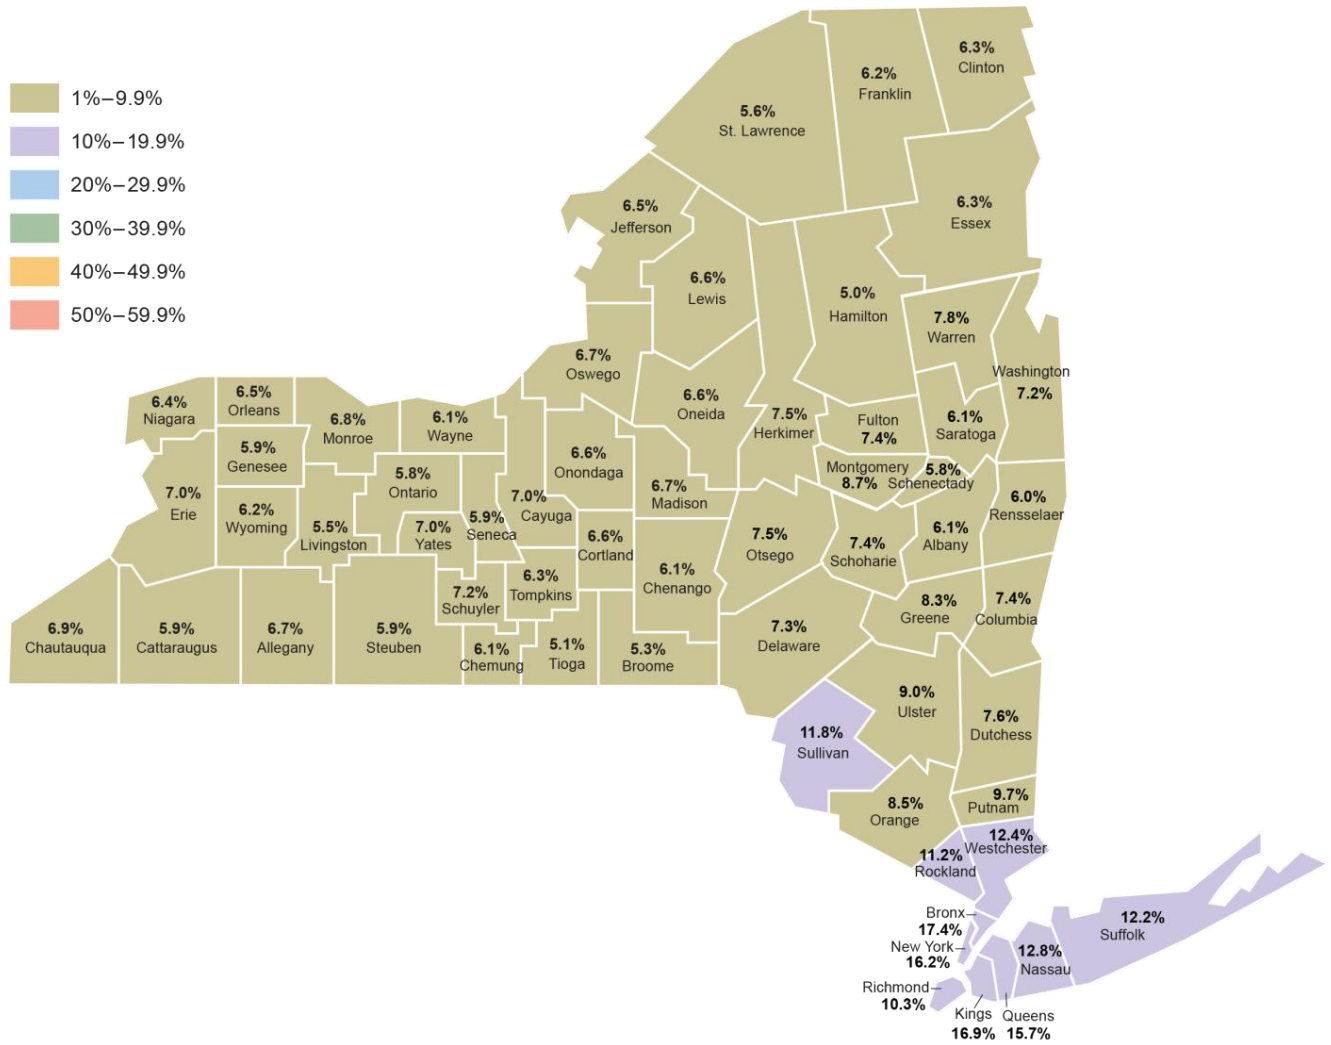 1%–9.9%
10%–19.9%
20%–29.9%
30%–39.9%
40%–49.9%
50%–59.9%
6.3%
Clinton
6.2%
Franklin
5.6%
St. Lawrence
6.5%
Jefferson
6.3%
Essex
6.6%
Lewis
5.0%
Hamilton
7.8%
Warren
Washington
7.2%
6.7%
Oswego
6.6%
Oneida
7.5%
Herkimer
Fulton
7.4%
6.1%
Saratoga
6.4%
Niagara
6.5%
Orleans
6.8%
Monroe
6.1%
Wayne
5.9%
Genesee
5.8%
Ontario
6.6%
Onondaga
6.7%
Madison
Montgomery
8.7%
5.8%
Schenectady
7.0%
Erie
6.2%
Wyoming
5.5%
Livingston
7.0%
Yates
5.9%
Seneca
7.0%
Cayuga
6.6%
Cortland
7.5%
Otsego
7.4%
Schoharie
6.1%
Albany
6.0%
Rensselaer
6.1%
Chenango
6.3%
Tompkins
7.2%
Schuyler
8.3%
Greene
7.4%
Columbia
6.9%
Chautauqua
5.9%
Cattaraugus
6.7%
Allegany
5.9%
Steuben
6.1%
Chemung
5.1%
Tioga
5.3%
Broome
7.3%
Delaware
9.0%
Ulster
7.6%
Dutchess
11.8%
Sullivan
8.5%
Orange
9.7%
Putnam
12.4%
Westchester
11.2%
Rockland
Bronx
17.4%
New York
16.2%
12.2%
Suffolk
12.8%
Nassau
Richmond
10.3%
Kings
16.9%
Queens
15.7%